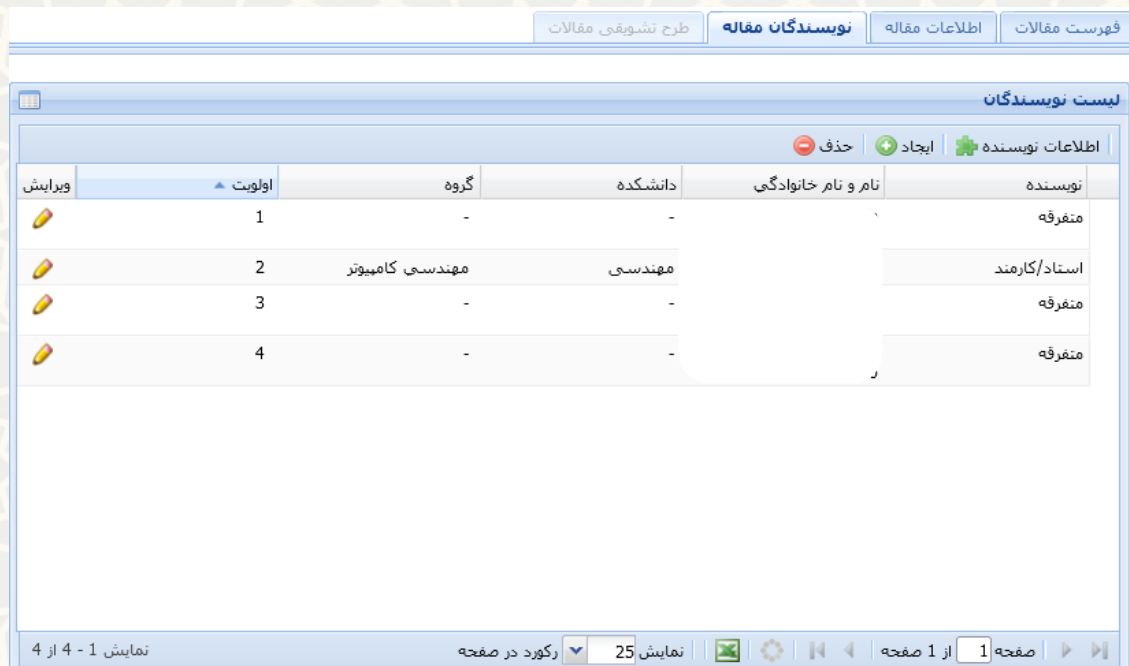 فهرست مقالات اطلاعات مقاله نویسندگان مقاله طرح تشویقی مقالات
لیست نویسندگان
اطلاعات نویسنده ایجاد حذف
نویسنده نام و نام خانوادگی دانشکده گروه اولویت ویرایش
متفرقه - - 1
استاد/کارمند مهندسی مهندسی کامپیوتر 2
متفرقه - - 3
متفرقه - - 4
صفحه 1 از 1 صفحه نمایش 25 رکورد در صفحه نمایش 1 - 4 از 4